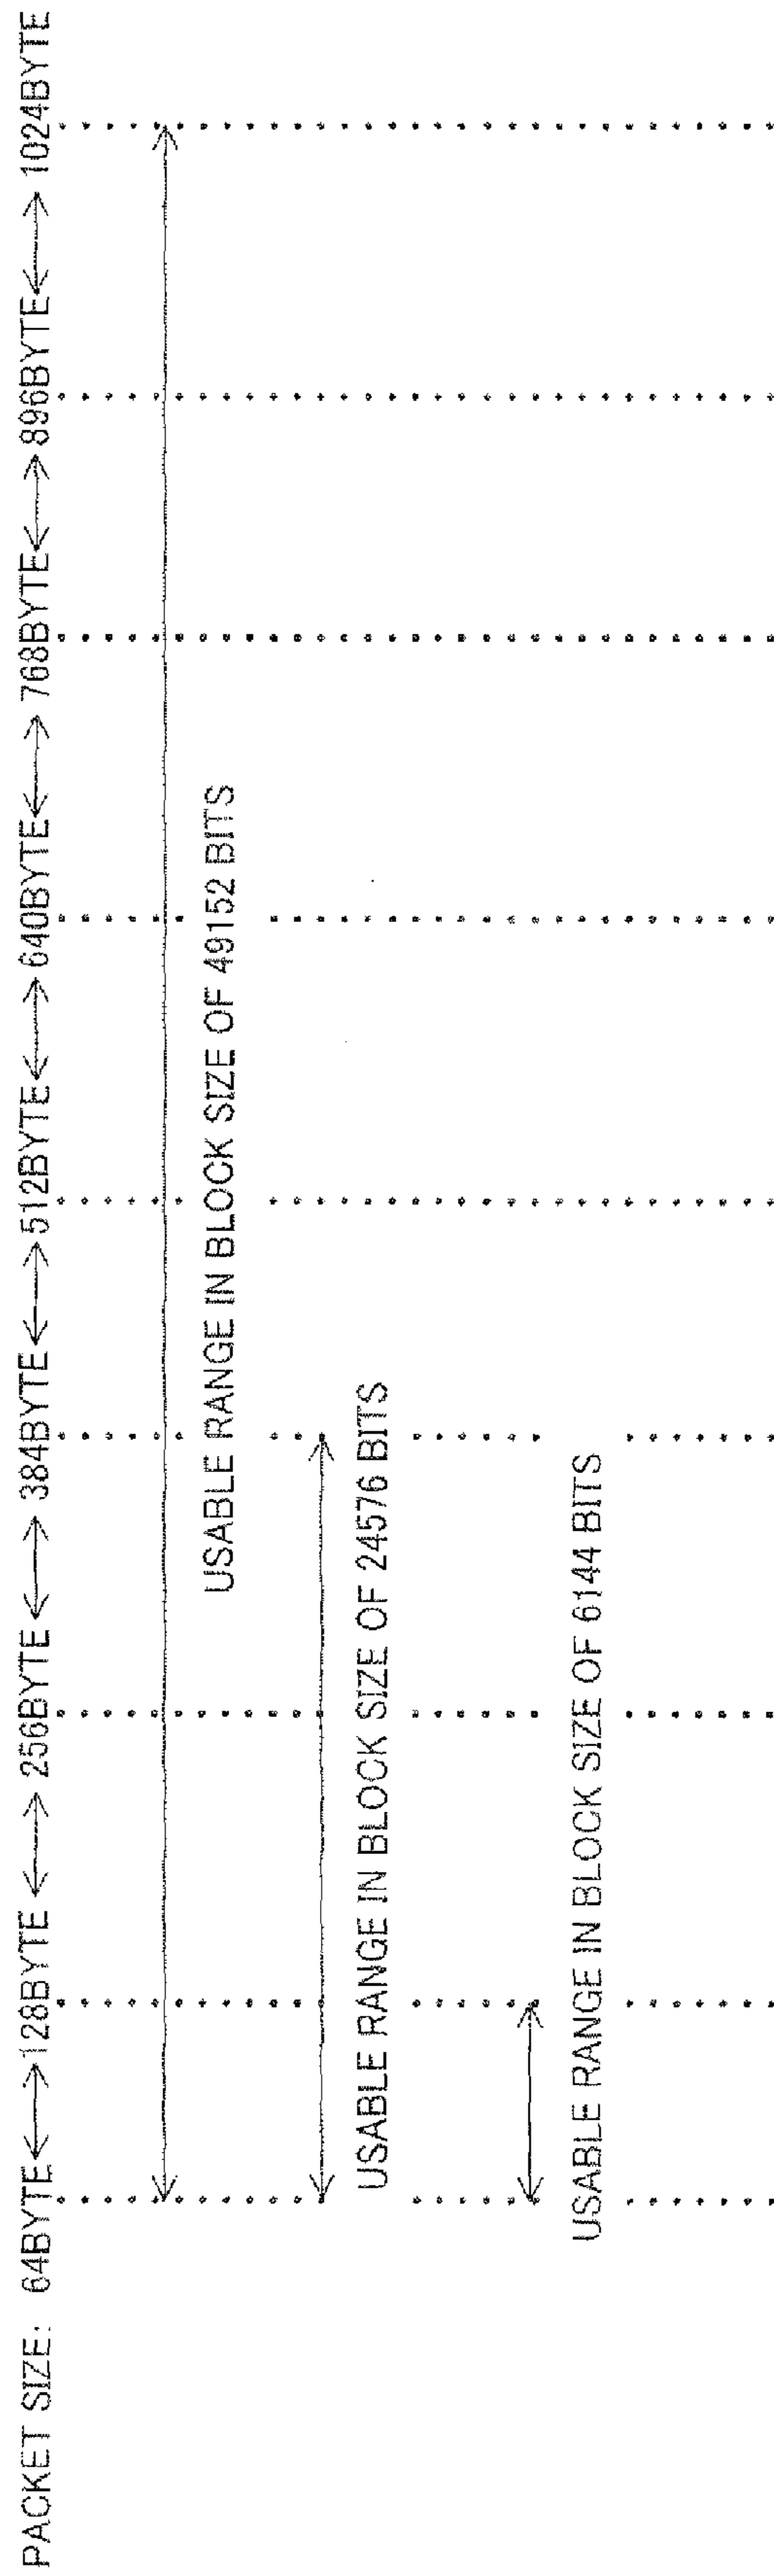 PACKET SIZE: 64BYTE 128BYTE 256BYTE 384BYTE 512BYTE 640BYTE 768BYTE 896BYTE 1024BYTE
USABLE RANGE IN BLOCK SIZE OF 49152 BITS
USABLE RANGE IN BLOCK SIZE OF 24576 BITS
USABLE RANGE IN BLOCK SIZE OF 6144 BITS